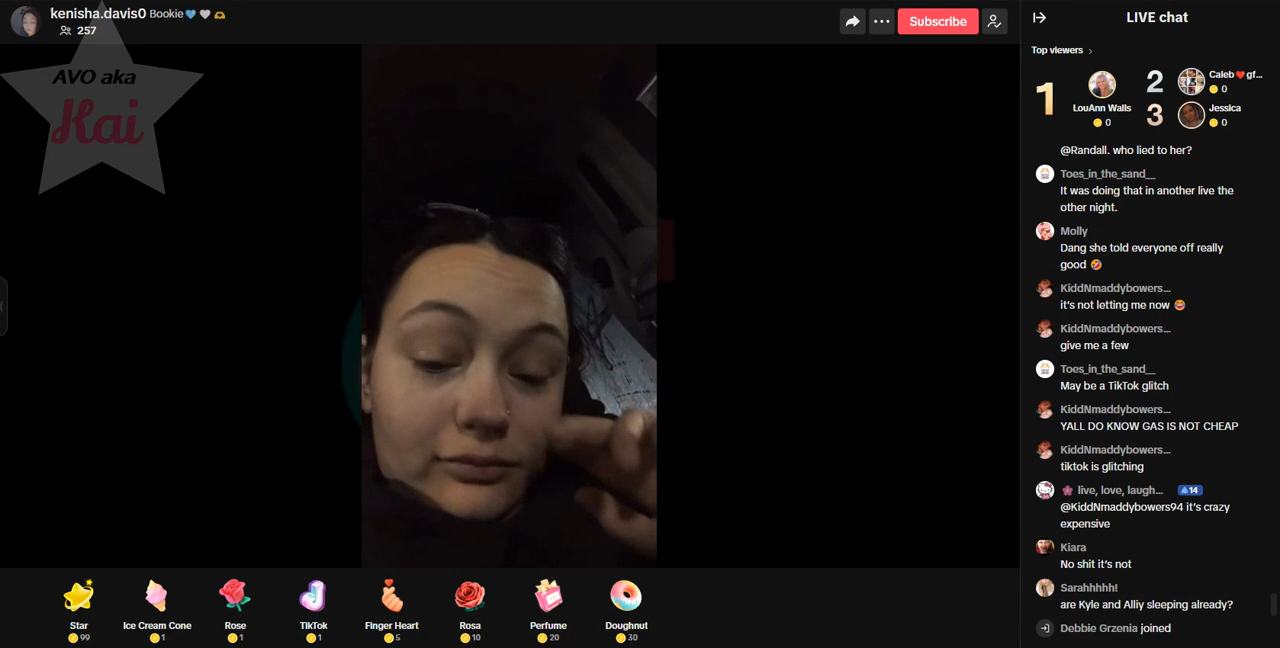 kenisha.davis0 Bookie💙🤍🫶
257
Subscribe
LIVE chat
AVO aka
Kai
Top viewers
1
LouAnn Walls
0
2
Caleb❤️gf...
0
3
Jessica
0
@Randall. who lied to her?
Toes_in_the_sand__
It was doing that in another live the
other night.
Molly
Dang she told everyone off really
good 🤣
KiddNmaddybowers...
it's not letting me now 😂
KiddNmaddybowers...
give me a few
Toes_in_the_sand__
May be a TikTok glitch
KiddNmaddybowers...
YALL DO KNOW GAS IS NOT CHEAP
KiddNmaddybowers...
tiktok is glitching
🌸 live, love, laugh... 14
@KiddNmaddybowers94 it's crazy
expensive
Kiara
No shit it's not
Sarahhhhh!
are Kyle and Alliy sleeping already?
Debbie Grzenia joined
Star
99
Ice Cream Cone
1
Rose
1
TikTok
1
Finger Heart
5
Rosa
10
Perfume
20
Doughnut
30